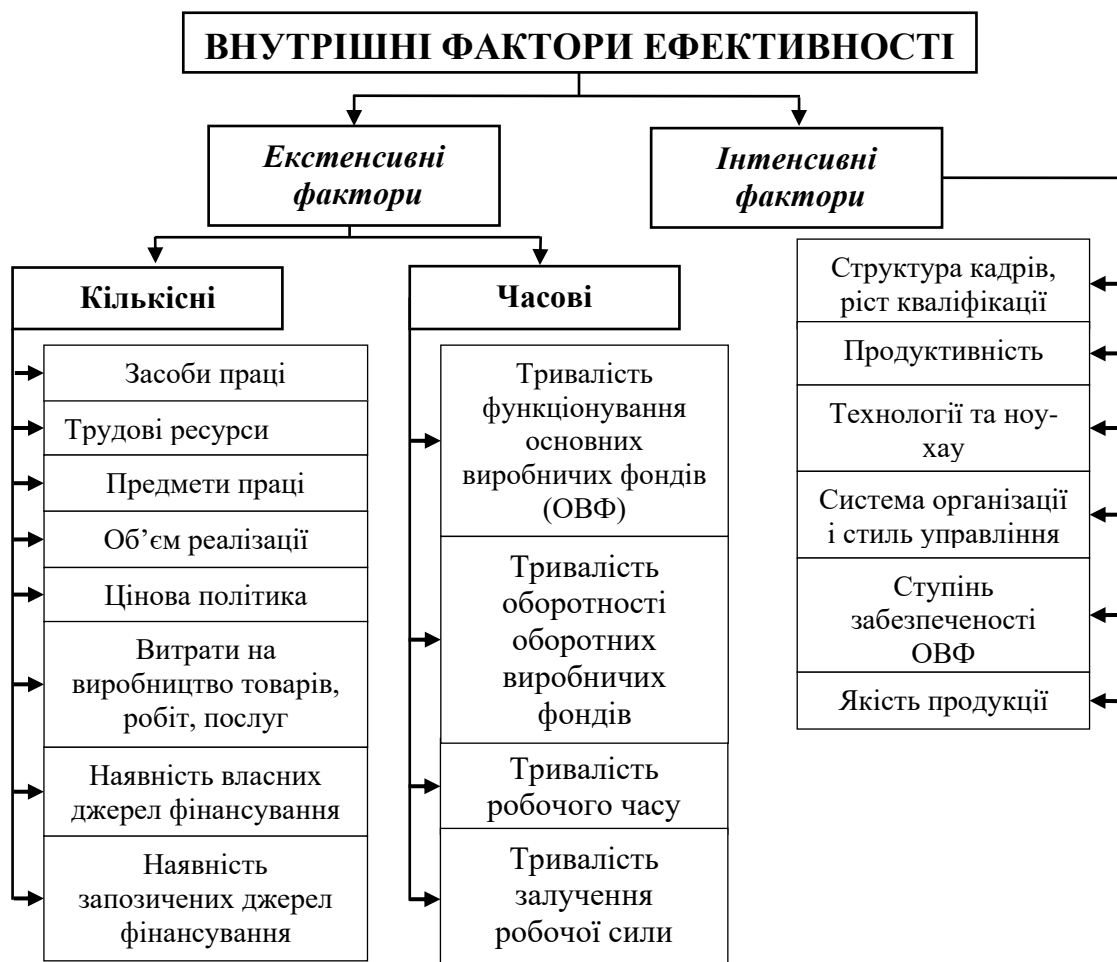 ВНУТРІШНІ ФАКТОРИ ЕФЕКТИВНОСТІ
Екстенсивні
фактори
Інтенсивні
фактори
Кількісні
Засоби праці
Трудові ресурси
Предмети праці
Об’єм реалізації
Цінова політика
Витрати на
виробництво товарів,
робіт, послуг
Наявність власних
джерел фінансування
Наявність
запозичених джерел
фінансування
Часові
Тривалість
функціонування
основних
виробничих фондів
(ОВФ)
Тривалість
оборотності
оборотних
виробничих
фондів
Тривалість
робочого часу
Тривалість
залучення
робочої сили
Структура кадрів,
ріст кваліфікації
Продуктивність
Технології та ноу-
хау
Система організації
і стиль управління
Ступінь
забезпеченості
ОВФ
Якість продукції